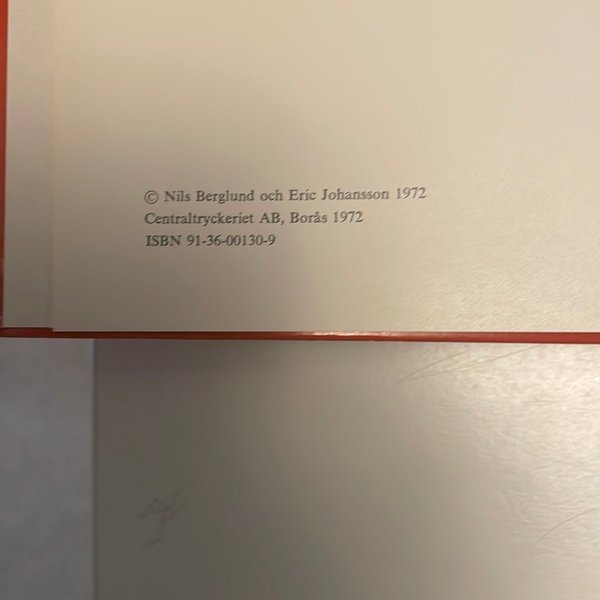 © Nils Berglund och Eric Johansson 1972
Centraltryckeriet AB, Borås 1972
ISBN 91-36-00130-9